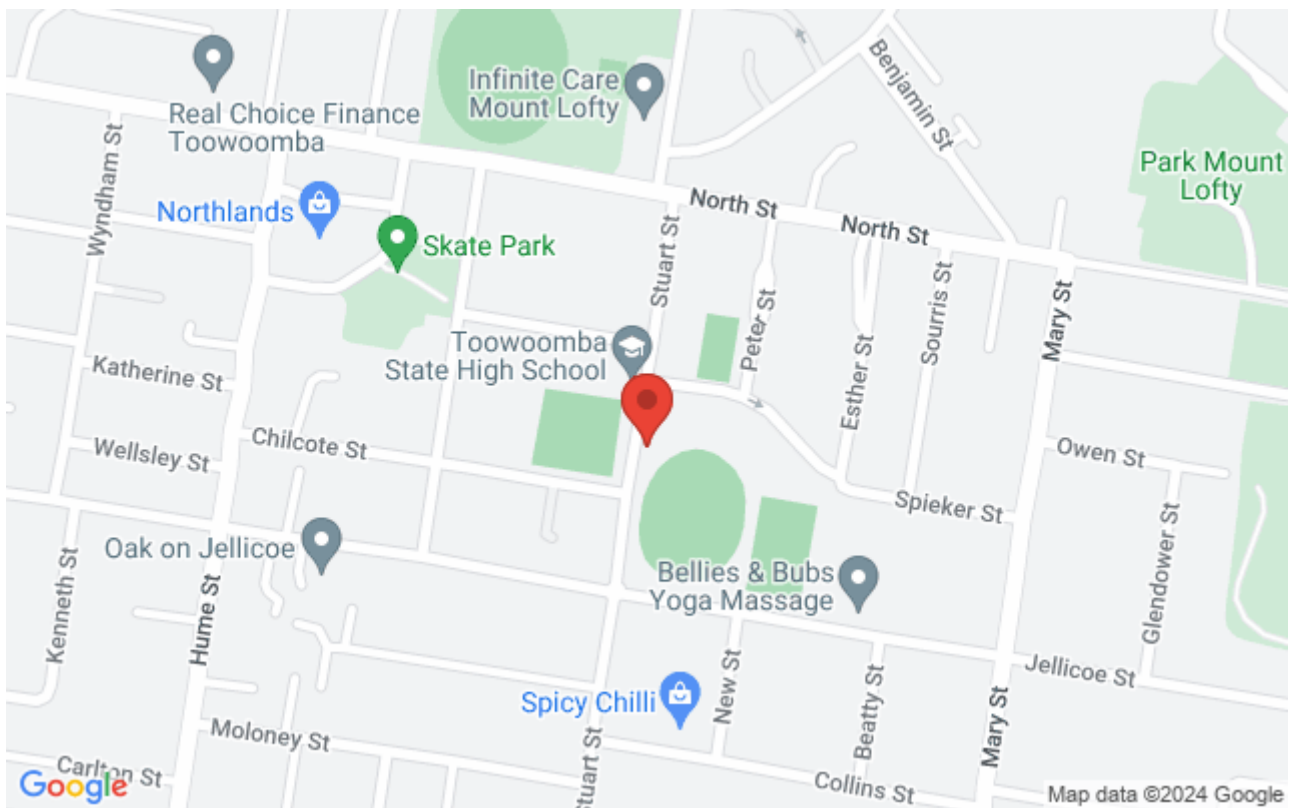 Real Choice Finance
Toowoomba
Infinite Care
Mount Lofty
Benjamin St
Park Mount
Lofty
Wyndham St
Northlands
Skate Park
North St
North St
Stuart St
Sourris St
Mary St
Peter St
Esther St
Toowoomba
State High School
Katherine St
Chilcote St
Wellsley St
Owen St
Spieker St
Glendower St
Oak on Jellicoe
Bellies & Bubs
Yoga Massage
Kenneth St
Hume St
Jellicoe St
Spicy Chilli
New St
Beatty St
Mary St
Moloney St
Stuart St
Carlton St
Collins St
Google
Map data ©2024 Google